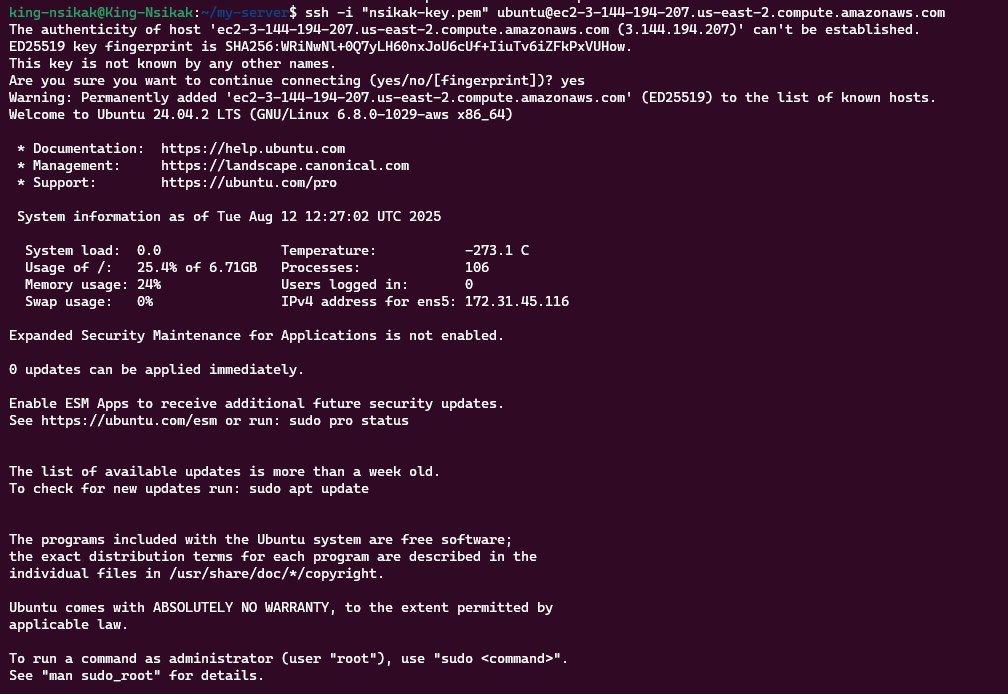 king-nsikak@King-Nsikak:~/my-server$ ssh -i "nsikak-key.pem" ubuntu@ec2-3-144-194-207.us-east-2.compute.amazonaws.com
The authenticity of host 'ec2-3-144-194-207.us-east-2.compute.amazonaws.com (3.144.194.207)' can't be established.
ED25519 key fingerprint is SHA256:WRiNwNl+0Q7yLH60nxJoU6cUf+IiuTv6iZFkPxVUHow.
This key is not known by any other names.
Are you sure you want to continue connecting (yes/no/[fingerprint])? yes
Warning: Permanently added 'ec2-3-144-194-207.us-east-2.compute.amazonaws.com' (ED25519) to the list of known hosts.
Welcome to Ubuntu 24.04.2 LTS (GNU/Linux 6.8.0-1029-aws x86_64)
* Documentation:  https://help.ubuntu.com
* Management:     https://landscape.canonical.com
* Support:        https://ubuntu.com/pro
System information as of Tue Aug 12 12:27:02 UTC 2025
System load:  0.0               Temperature:           -273.1 C
Usage of /:   25.4% of 6.71GB   Processes:             106
Memory usage: 24%               Users logged in:       0
Swap usage:   0%                IPv4 address for ens5: 172.31.45.116
Expanded Security Maintenance for Applications is not enabled.
0 updates can be applied immediately.
Enable ESM Apps to receive additional future security updates.
See https://ubuntu.com/esm or run: sudo pro status
The list of available updates is more than a week old.
To check for new updates run: sudo apt update
The programs included with the Ubuntu system are free software;
the exact distribution terms for each program are described in the
individual files in /usr/share/doc/*/copyright.
Ubuntu comes with ABSOLUTELY NO WARRANTY, to the extent permitted by
applicable law.
To run a command as administrator (user "root"), use "sudo <command>".
See "man sudo_root" for details.